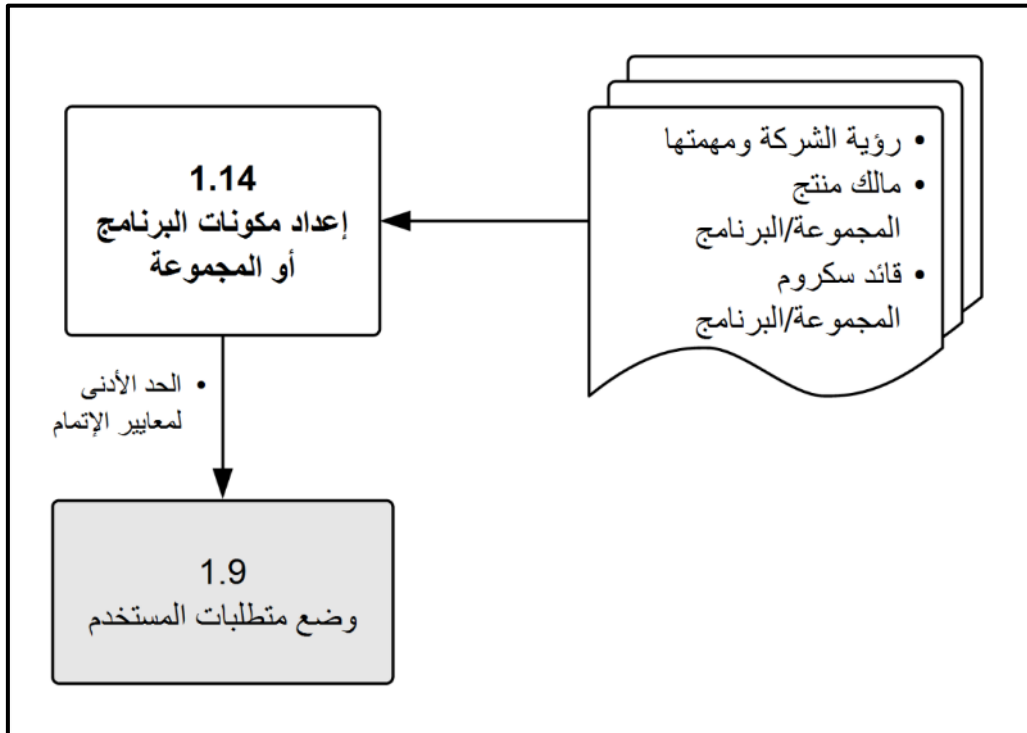 • رؤية الشركة ومهمتها
• مالك منتج
المجموعة/البرنامج
• قائد سكروم
المجموعة/البرنامج
1.14
إعداد مكونات البرنامج
أو المجموعة
• الحد الأدنى
لمعايير الإتمام
1.9
وضع متطلبات المستخدم